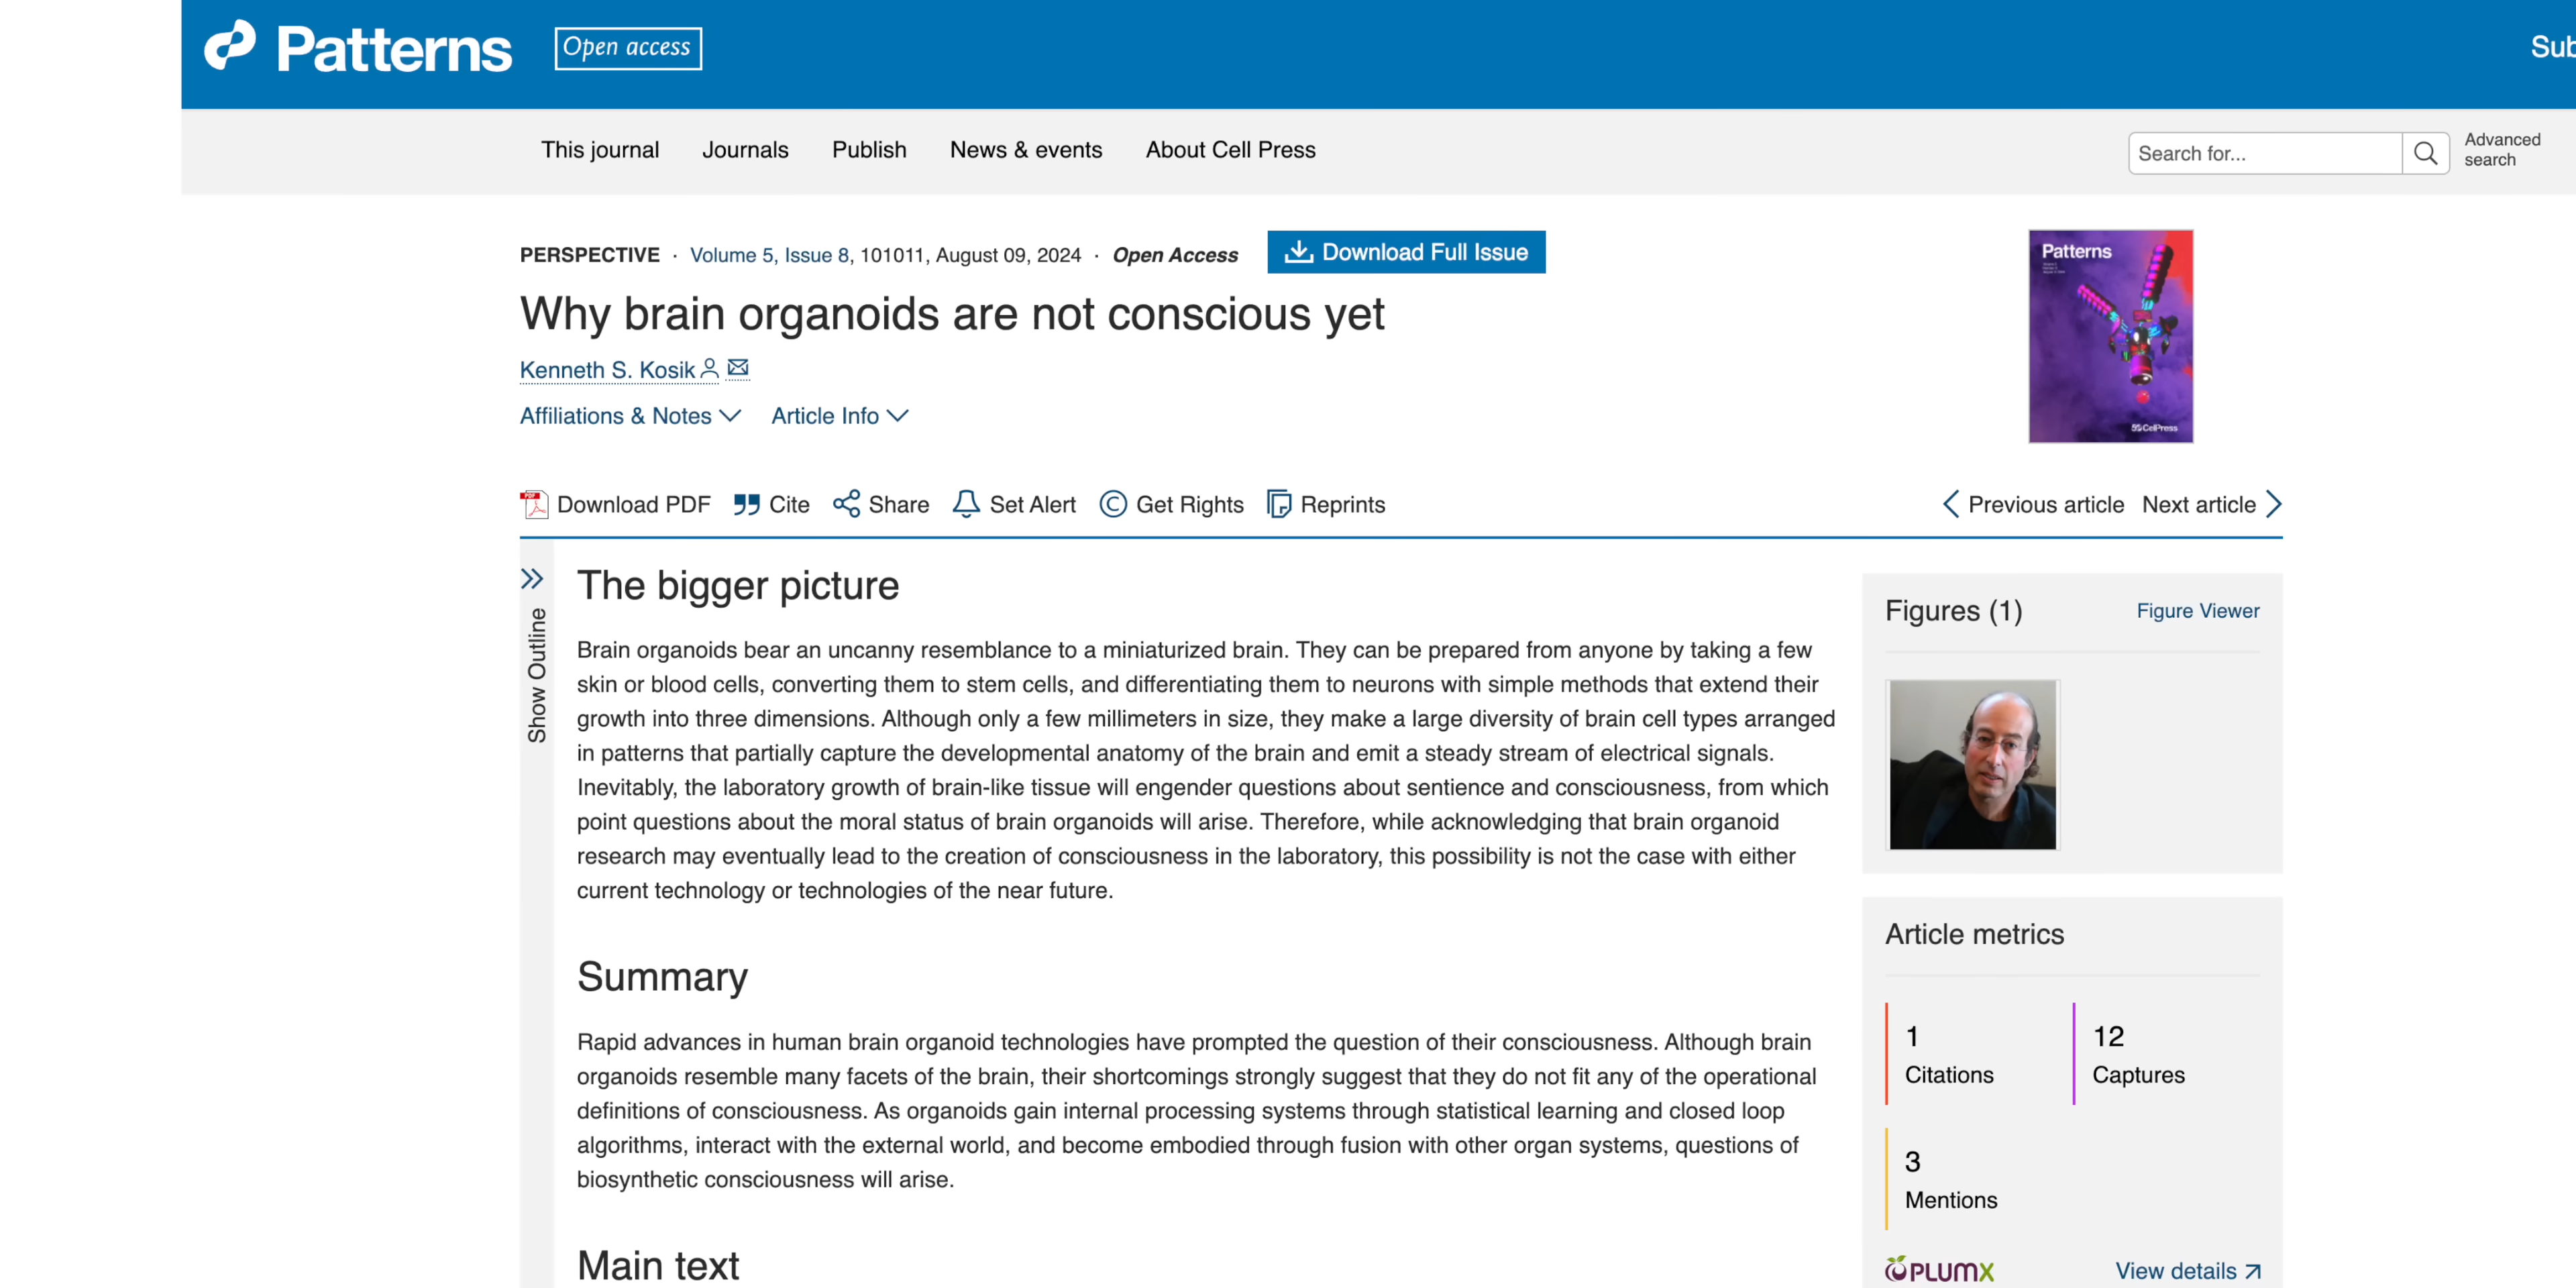 Patterns
Open access
Sub
This journal
Journals
Publish
News & events
About Cell Press
Search for...
Advanced
search
PERSPECTIVE · Volume 5, Issue 8, 101011, August 09, 2024 · Open Access
Download Full Issue
Why brain organoids are not conscious yet
Kenneth S. Kosik
Affiliations & Notes
Article Info
Patterns
CellPress
Download PDF
Cite
Share
Set Alert
Get Rights
Reprints
Previous article
Next article
Show Outline
The bigger picture
Brain organoids bear an uncanny resemblance to a miniaturized brain. They can be prepared from anyone by taking a few
skin or blood cells, converting them to stem cells, and differentiating them to neurons with simple methods that extend their
growth into three dimensions. Although only a few millimeters in size, they make a large diversity of brain cell types arranged
in patterns that partially capture the developmental anatomy of the brain and emit a steady stream of electrical signals.
Inevitably, the laboratory growth of brain-like tissue will engender questions about sentience and consciousness, from which
point questions about the moral status of brain organoids will arise. Therefore, while acknowledging that brain organoid
research may eventually lead to the creation of consciousness in the laboratory, this possibility is not the case with either
current technology or technologies of the near future.
Summary
Rapid advances in human brain organoid technologies have prompted the question of their consciousness. Although brain
organoids resemble many facets of the brain, their shortcomings strongly suggest that they do not fit any of the operational
definitions of consciousness. As organoids gain internal processing systems through statistical learning and closed loop
algorithms, interact with the external world, and become embodied through fusion with other organ systems, questions of
biosynthetic consciousness will arise.
Main text
Figures (1)
Figure Viewer
Article metrics
1
Citations
12
Captures
3
Mentions
PLUMX
View details